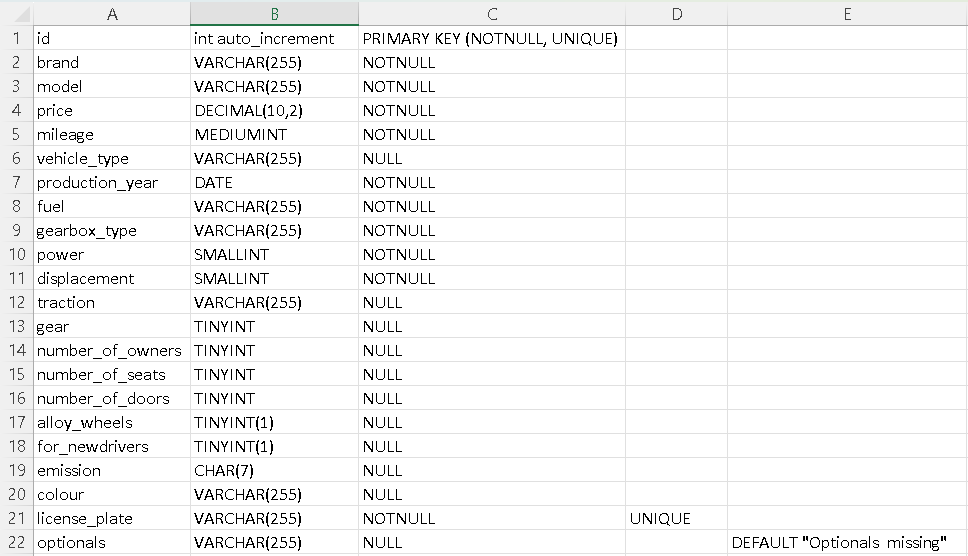 A B C D E
1 id int auto_increment PRIMARY KEY (NOTNULL, UNIQUE)
2 brand VARCHAR(255) NOTNULL
3 model VARCHAR(255) NOTNULL
4 price DECIMAL(10,2) NOTNULL
5 mileage MEDIUMINT NOTNULL
6 vehicle_type VARCHAR(255) NULL
7 production_year DATE NOTNULL
8 fuel VARCHAR(255) NOTNULL
9 gearbox_type VARCHAR(255) NOTNULL
10 power SMALLINT NOTNULL
11 displacement SMALLINT NOTNULL
12 traction VARCHAR(255) NULL
13 gear TINYINT NULL
14 number_of_owners TINYINT NULL
15 number_of_seats TINYINT NULL
16 number_of_doors TINYINT NULL
17 alloy_wheels TINYINT(1) NULL
18 for_newdrivers TINYINT(1) NULL
19 emission CHAR(7) NULL
20 colour VARCHAR(255) NULL
21 license_plate VARCHAR(255) NOTNULL UNIQUE
22 optionals VARCHAR(255) NULL DEFAULT "Optionals missing"